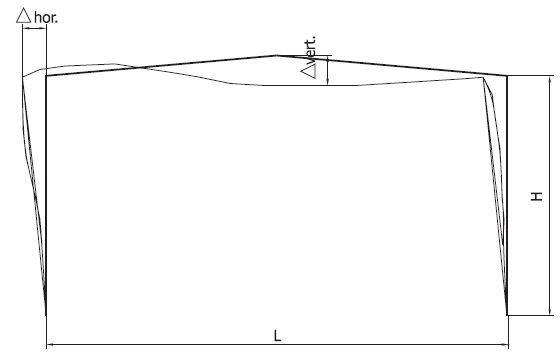 △ hor.
△ vert.
H
L